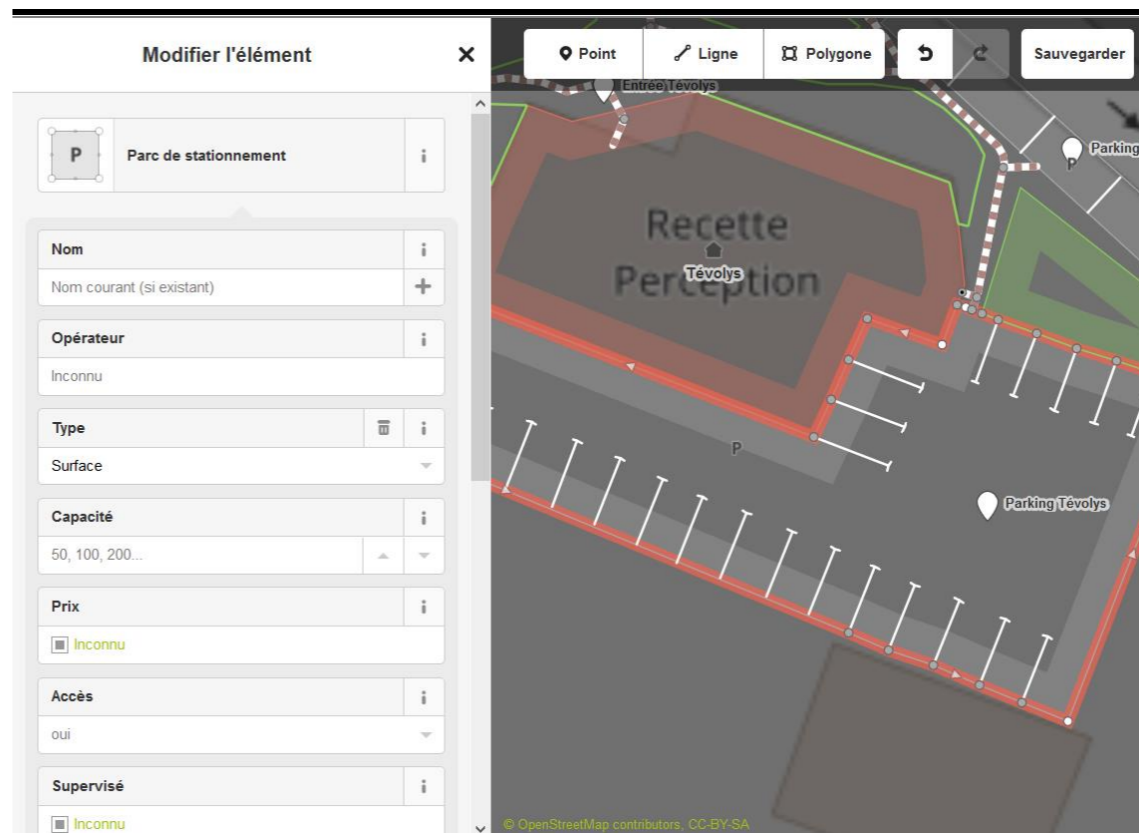 Modifier l'élément
Point
Ligne
Polygone
Sauvegarder
P
Parc de stationnement
Nom
Nom courant (si existant)
Opérateur
Inconnu
Type
Surface
Capacité
50, 100, 200...
Prix
Inconnu
Accès
oui
Supervisé
Inconnu
Entrée Tévolys
Parking
P
Recette
Tévolys
Perception
P
Parking Tévolys
© OpenStreetMap contributors, CC-BY-SA